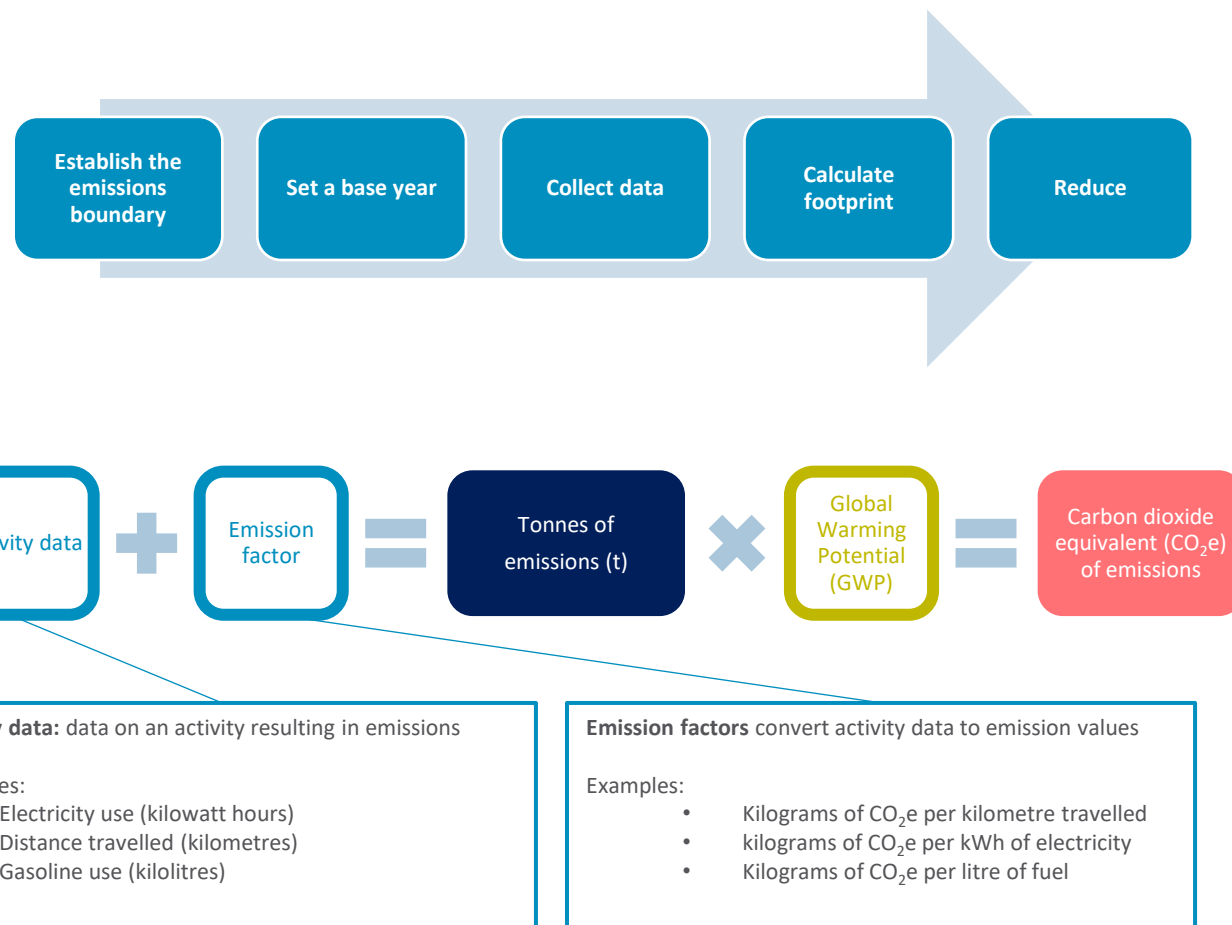 Establish the
emissions
boundary
Set a base year
Collect data
Calculate
footprint
Reduce
vity data
Emission
factor
Tonnes of
emissions (t)
Global
Warming
Potential
(GWP)
Carbon dioxide
equivalent (CO₂e)
of emissions
y data: data on an activity resulting in emissions
es:
Electricity use (kilowatt hours)
Distance travelled (kilometres)
Gasoline use (kilolitres)
Emission factors convert activity data to emission values
Examples:
• Kilograms of CO₂e per kilometre travelled
• kilograms of CO₂e per kWh of electricity
• Kilograms of CO₂e per litre of fuel